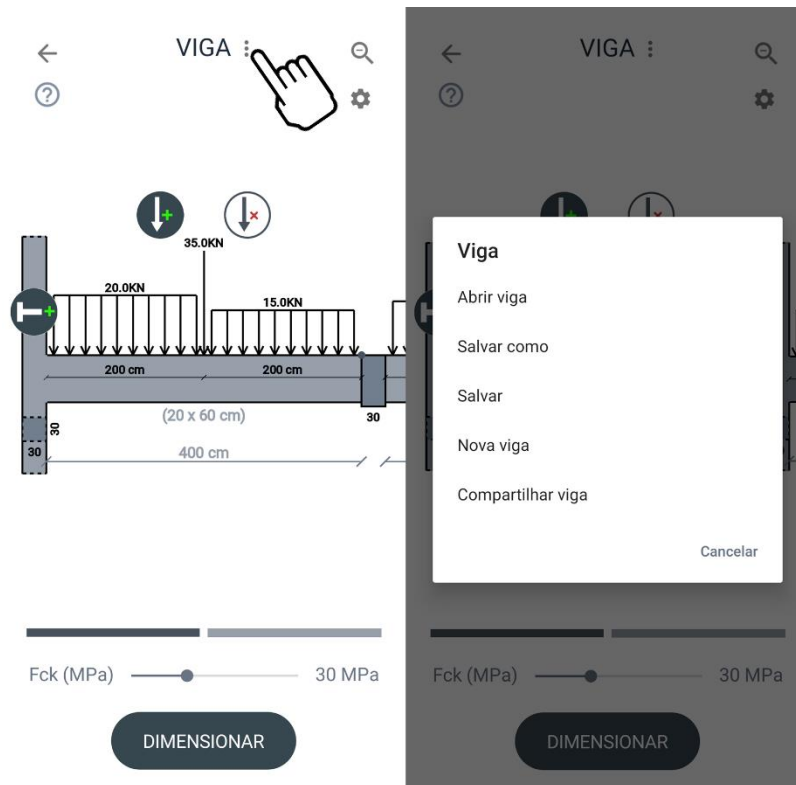 VIGA
35.0KN
20.0KN
15.0KN
200 cm
200 cm
(20 x 60 cm)
30
30
30
400 cm
Fck (MPa)
30 MPa
DIMENSIONAR
VIGA
Viga
Abrir viga
Salvar como
Salvar
Nova viga
Compartilhar viga
Cancelar
Fck (MPa)
30 MPa
DIMENSIONAR